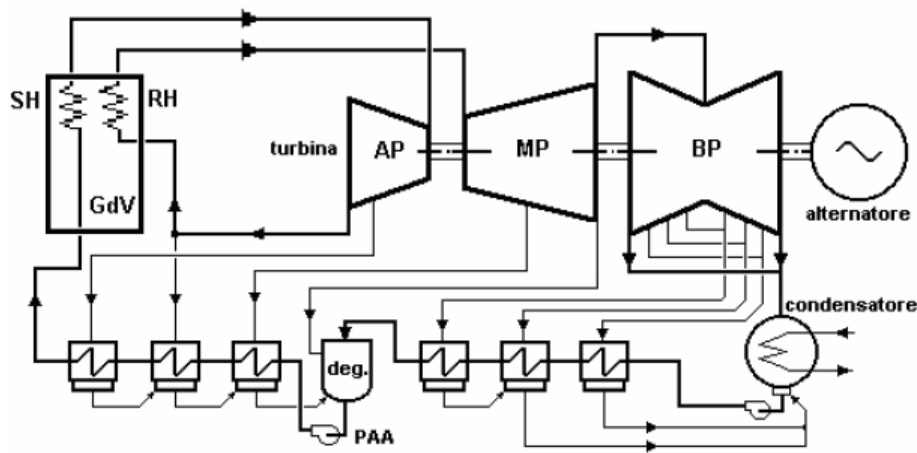 SH
RH
turbina
AP
MP
BP
GdV
alternatore
condensatore
deg.
PAA